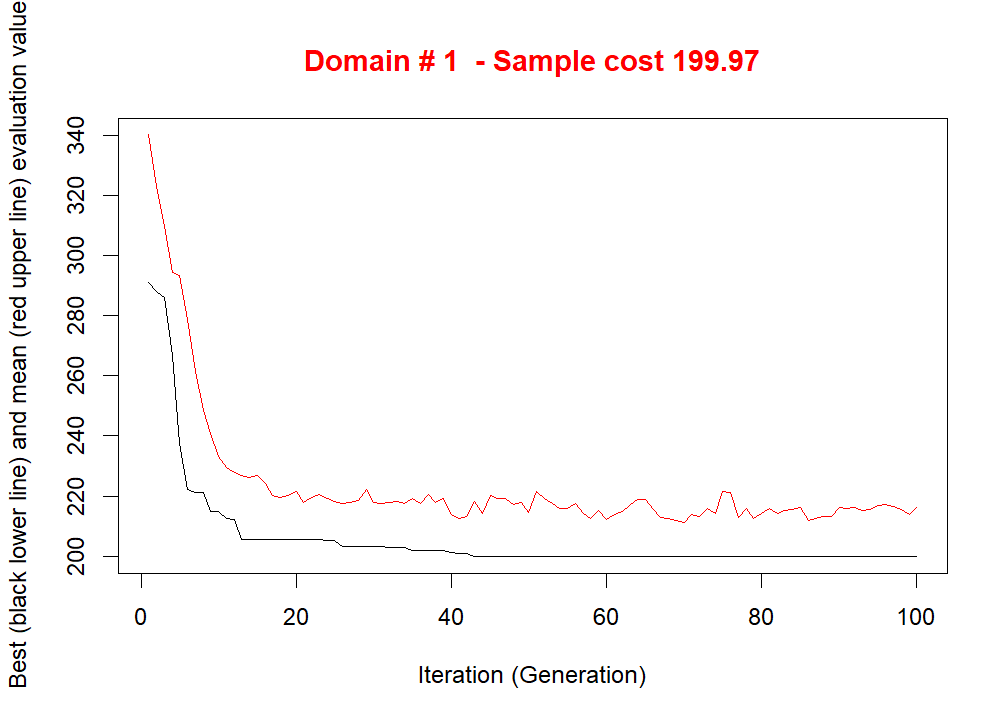 Domain # 1  - Sample cost 199.97
Best (black lower line) and mean (red upper line) evaluation value
340
320
300
280
260
240
220
200
0 20 40 60 80 100
Iteration (Generation)